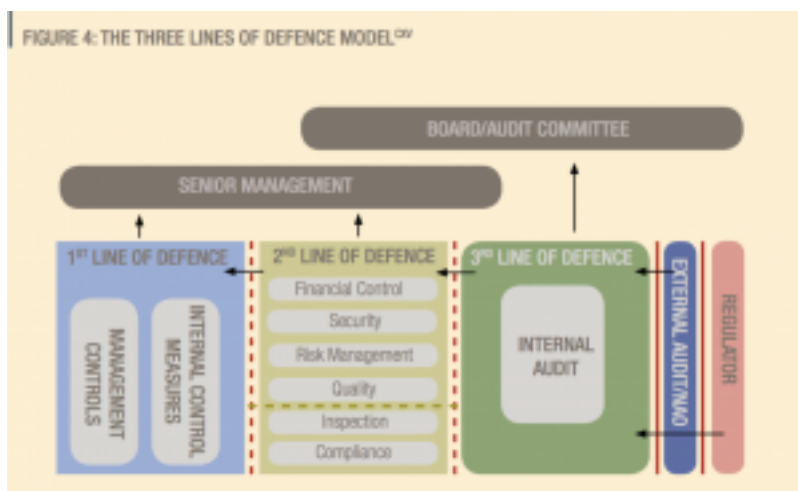 FIGURE 4: THE THREE LINES OF DEFENCE MODEL
BOARD/AUDIT COMMITTEE
SENIOR MANAGEMENT
1ST LINE OF DEFENCE
MANAGEMENT
CONTROLS
INTERNAL CONTROL
MEASURES
2ND LINE OF DEFENCE
Financial Control
Security
Risk Management
Quality
Inspection
Compliance
3RD LINE OF DEFENCE
INTERNAL
AUDIT
EXTERNAL AUDIT/NAO
REGULATOR